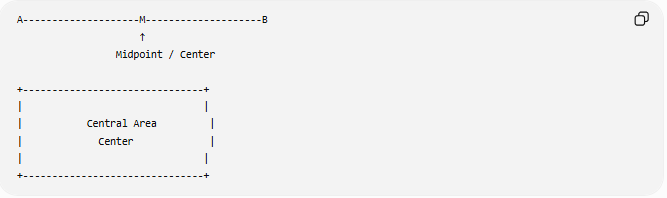 A--------------------M--------------------B
                     ↑
                 Midpoint / Center

+-------------------------------+
|                               |
|           Central Area         |
|             Center             |
|                               |
+-------------------------------+